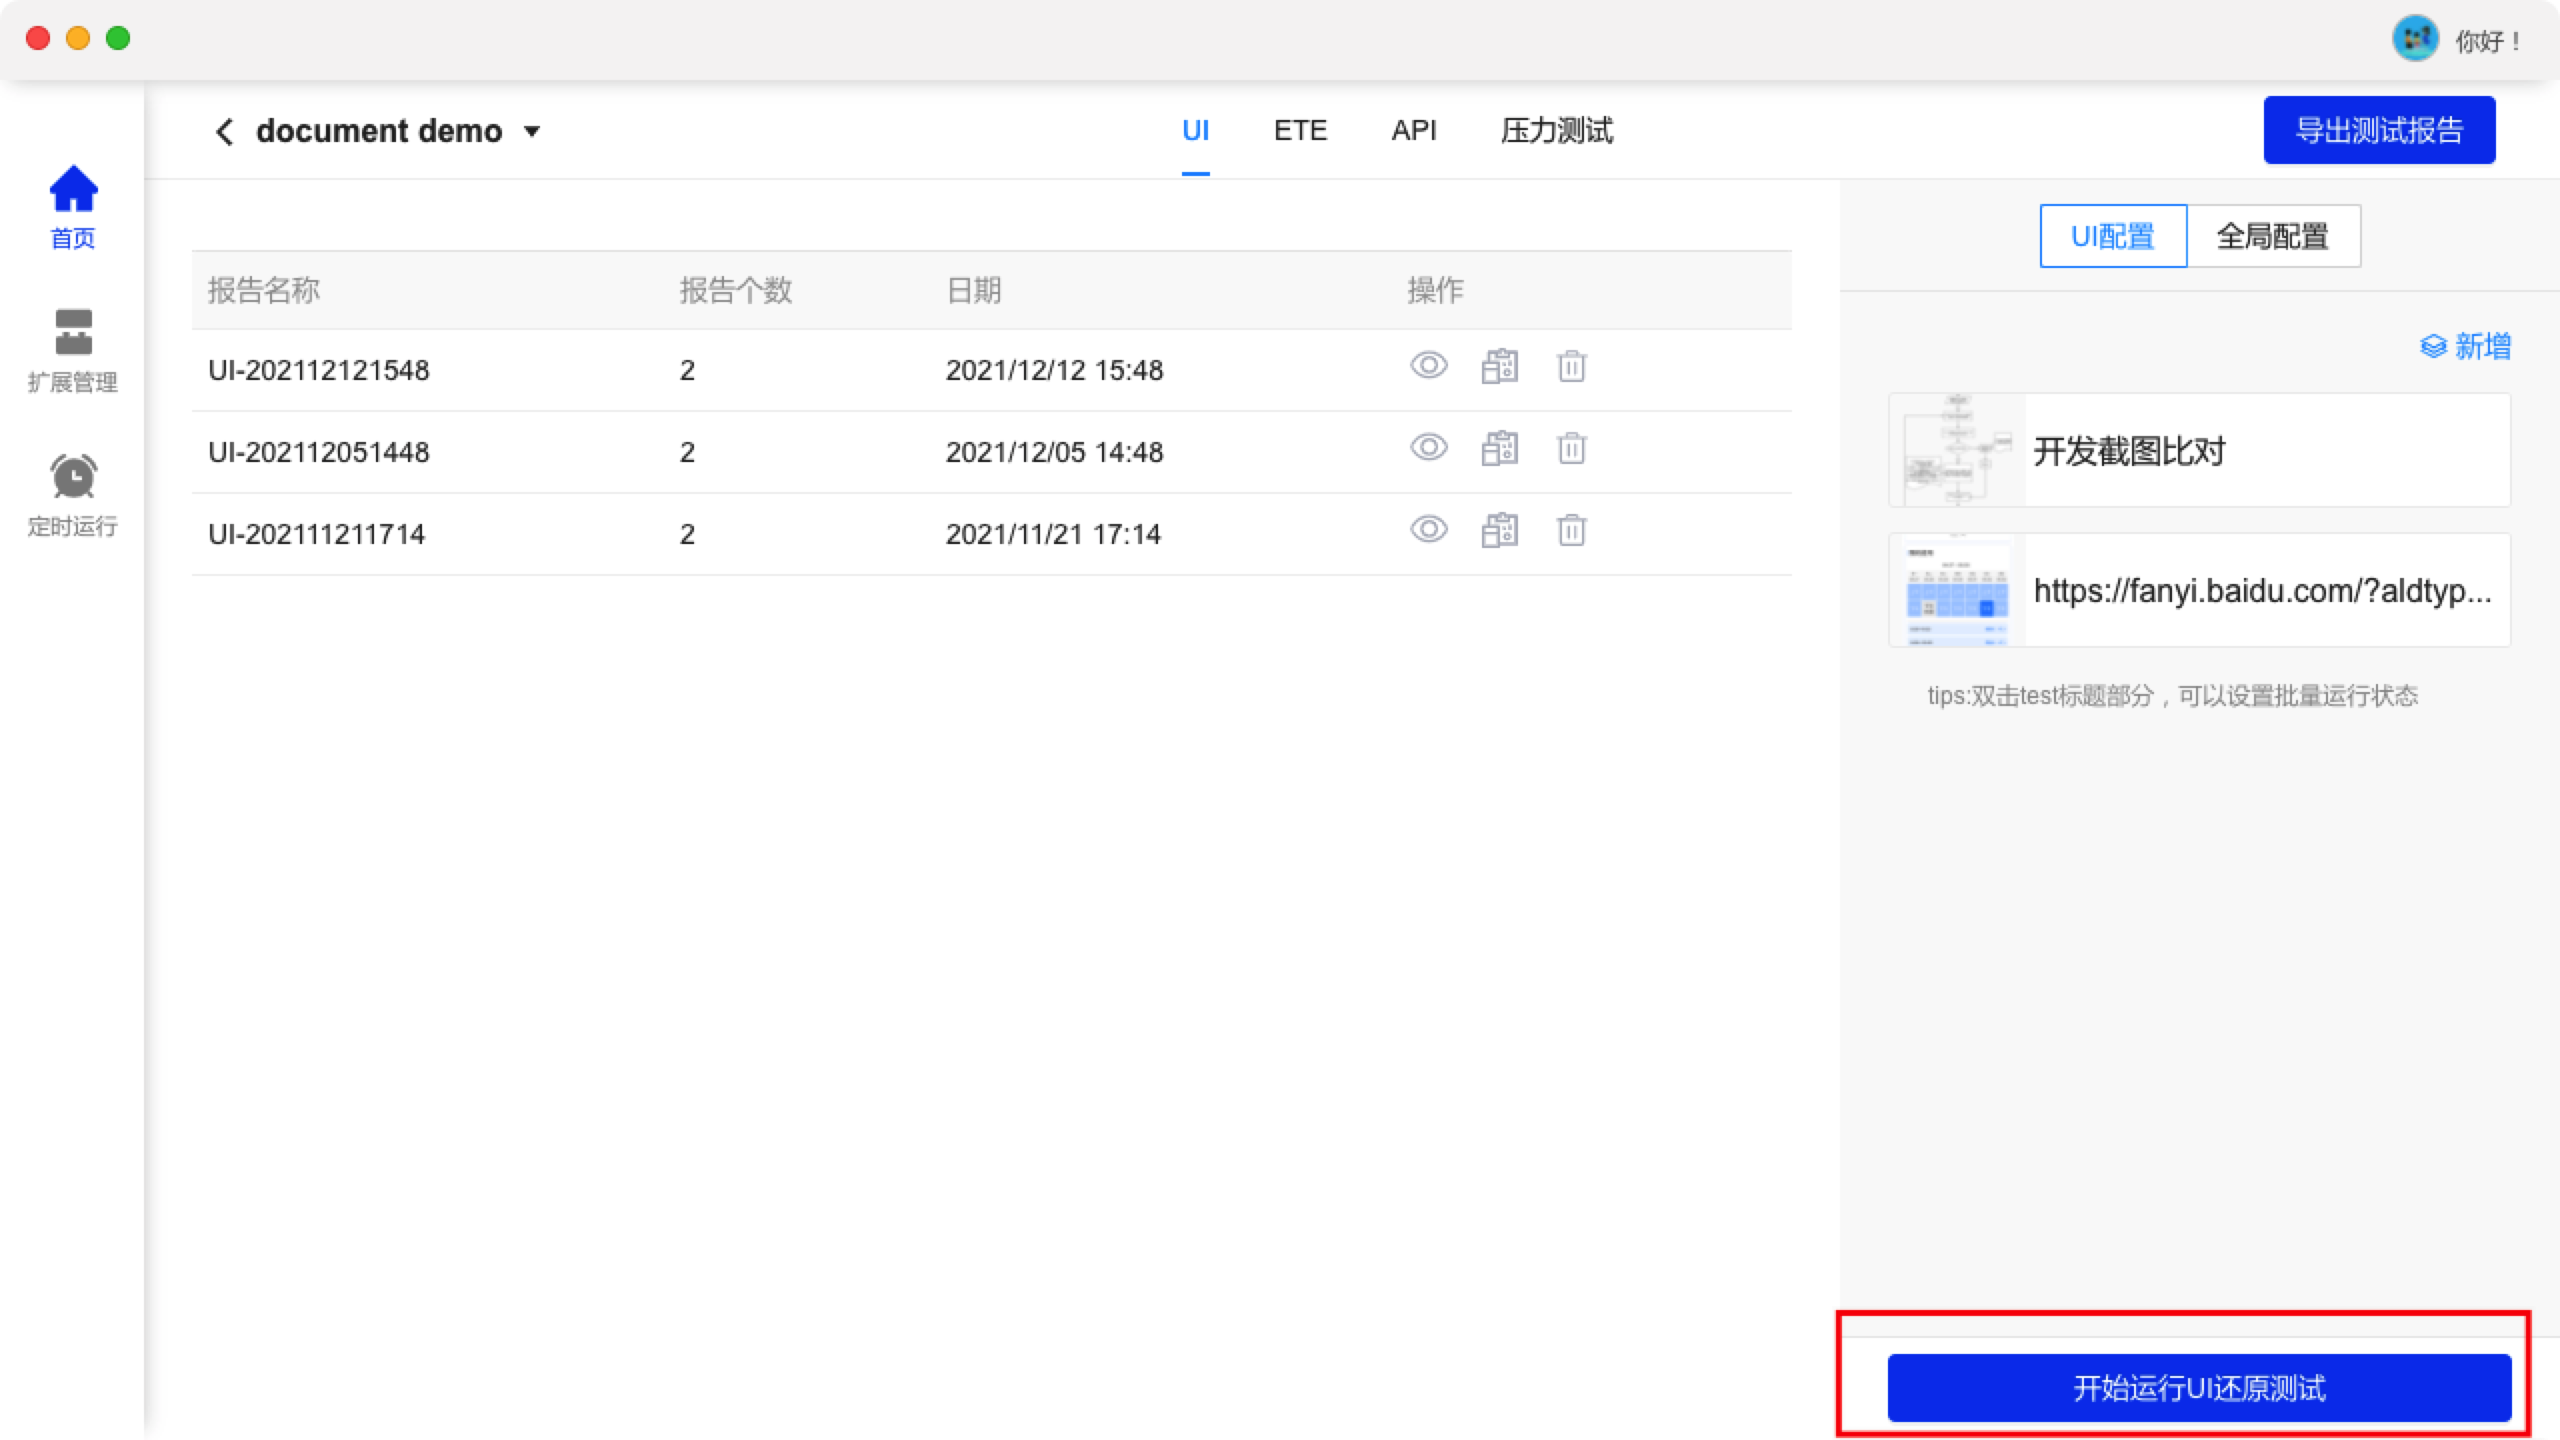 你好！
document demo
UI ETE API 压力测试
导出测试报告
首页
扩展管理
定时运行
报告名称 报告个数 日期 操作
UI-202112121548 2 2021/12/12 15:48
UI-202112051448 2 2021/12/05 14:48
UI-202111211714 2 2021/11/21 17:14
UI配置 全局配置
新增
开发截图比对
https://fanyi.baidu.com/?aldtyp...
tips:双击test标题部分，可以设置批量运行状态
开始运行UI还原测试